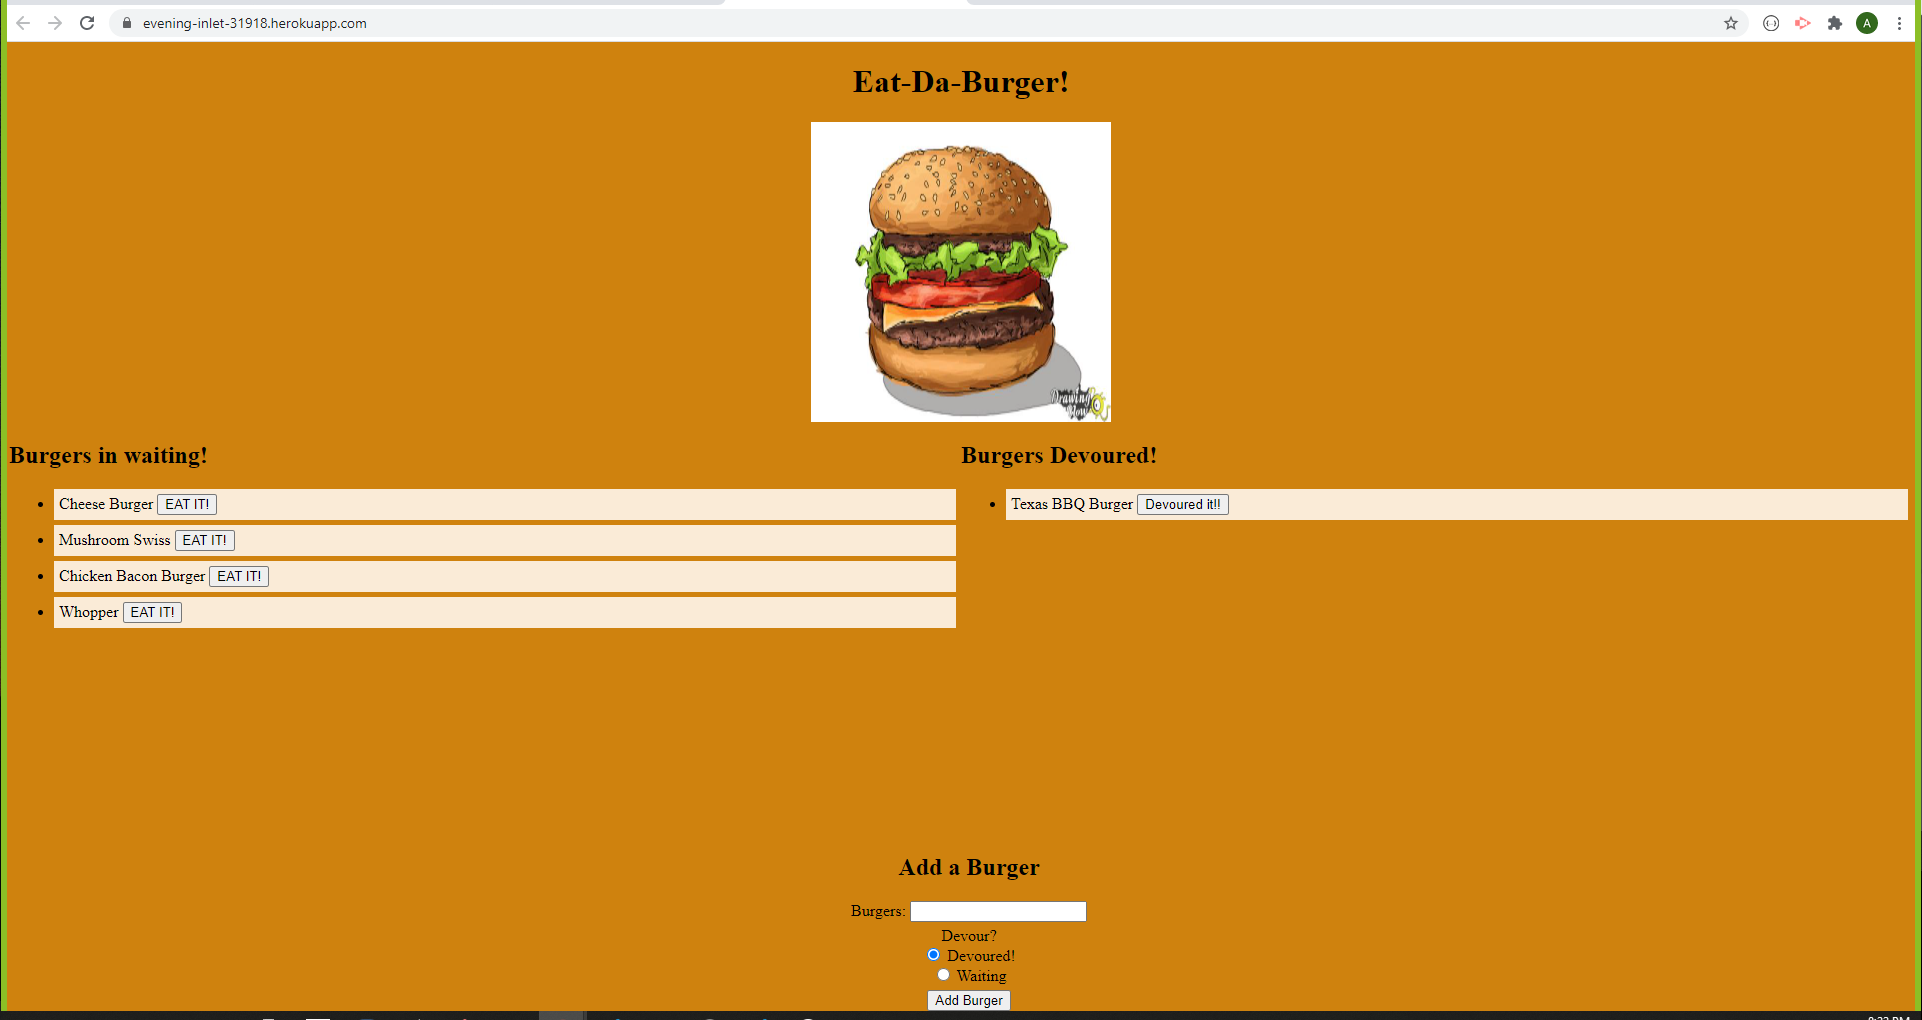 evening-inlet-31918.herokuapp.com
A
Eat-Da-Burger!
Drawing
How
Burgers in waiting!
Cheese Burger EAT IT!
Mushroom Swiss EAT IT!
Chicken Bacon Burger EAT IT!
Whopper EAT IT!
Burgers Devoured!
Texas BBQ Burger Devoured it!!
Add a Burger
Burgers:
Devour?
Devoured!
Waiting
Add Burger